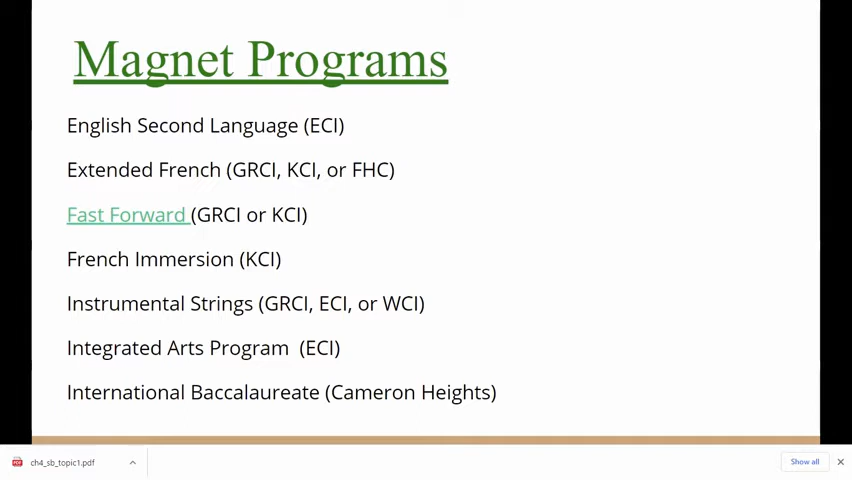 Magnet Programs
English Second Language (ECI)
Extended French (GRCI, KCI, or FHC)
Fast Forward (GRCI or KCI)
French Immersion (KCI)
Instrumental Strings (GRCI, ECI, or WCI)
Integrated Arts Program (ECI)
International Baccalaureate (Cameron Heights)
PDF ch4_sb_topic1.pdf Show all